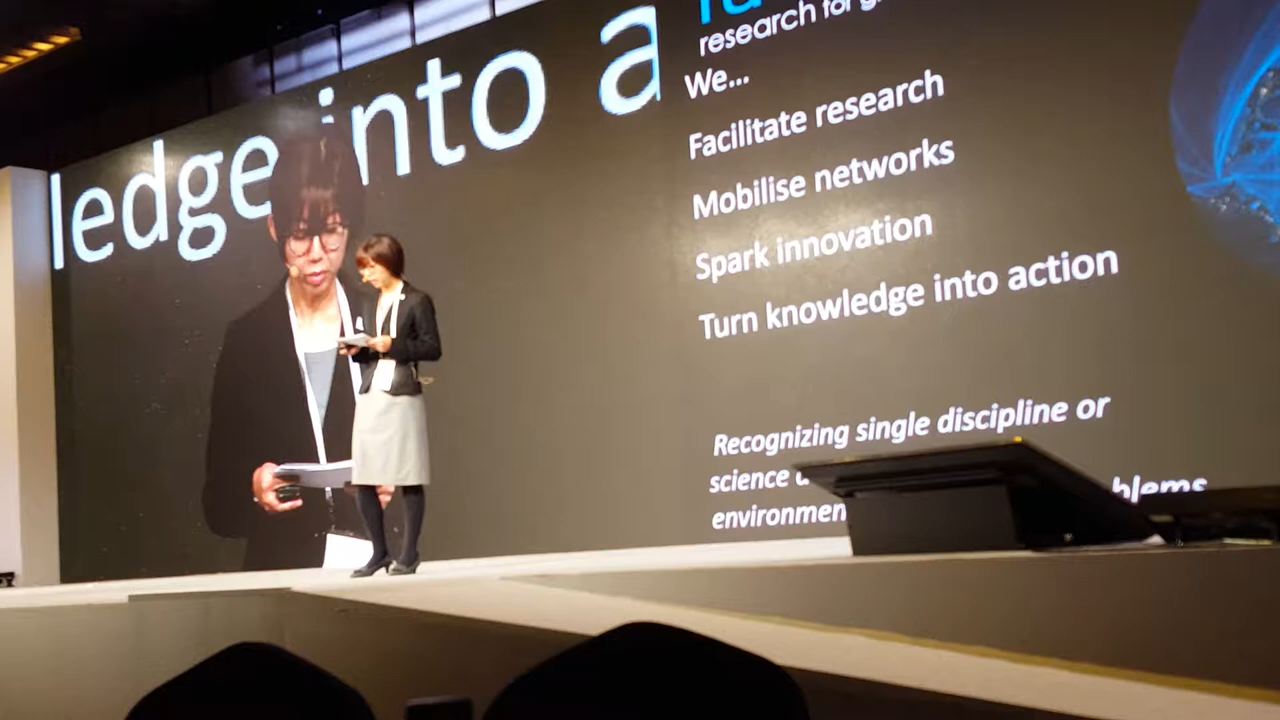 ledge into a
research for
We...
Facilitate research
Mobilise networks
Spark innovation
Turn knowledge into action
Recognizing single discipline or
science
environmen
blems